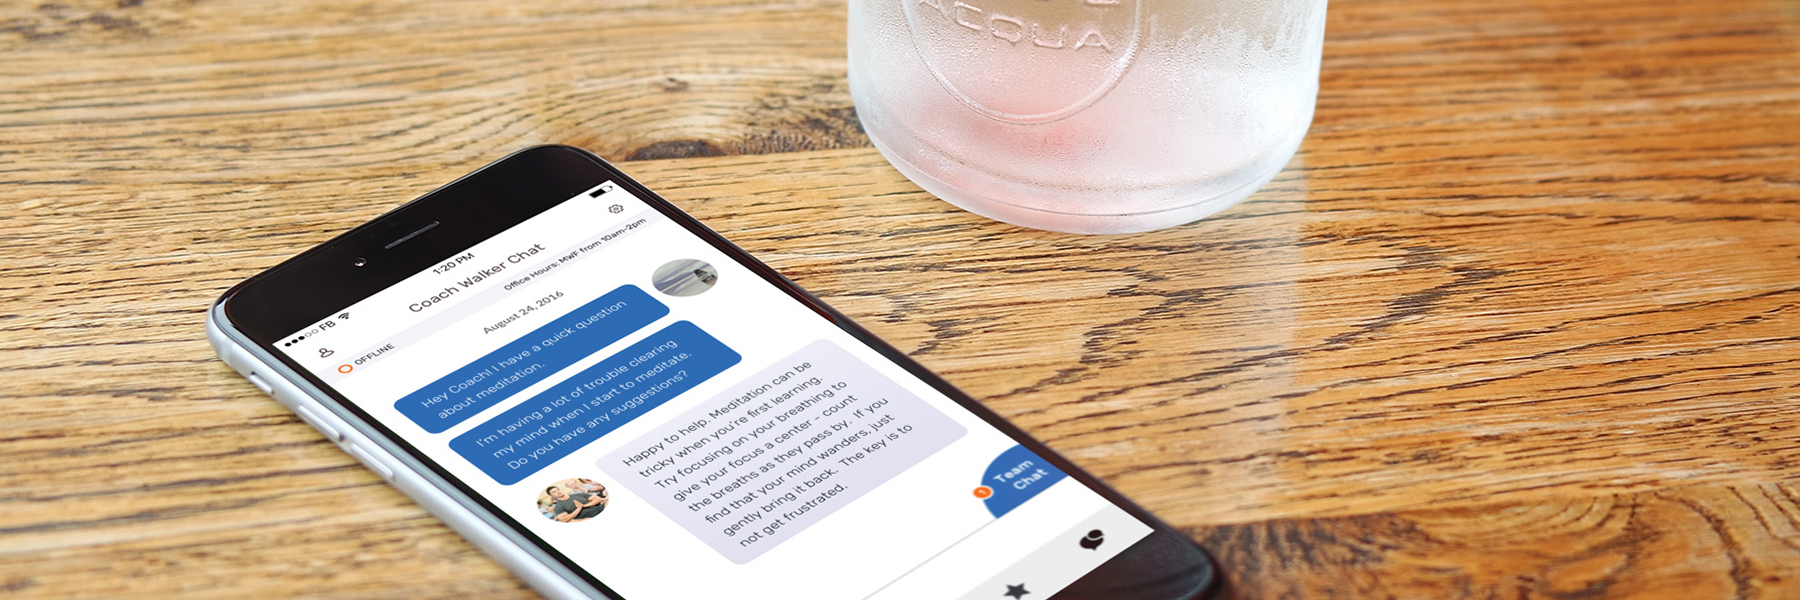 ACQUA
FB
1:20 PM
Coach Walker Chat
OFFLINE
Office Hours: MWF from 10am-2pm
August 24, 2016
Hey Coach! I have a quick question
about meditation.
I'm having a lot of trouble clearing
my mind when I start to meditate.
Do you have any suggestions?
Happy to help. Meditation can be
tricky when you're first learning.
Try focusing on your breathing to
give your focus a center - count
the breaths as they pass by. If you
find that your mind wanders, just
gently bring it back. The key is to
not get frustrated.
1
Team
Chat